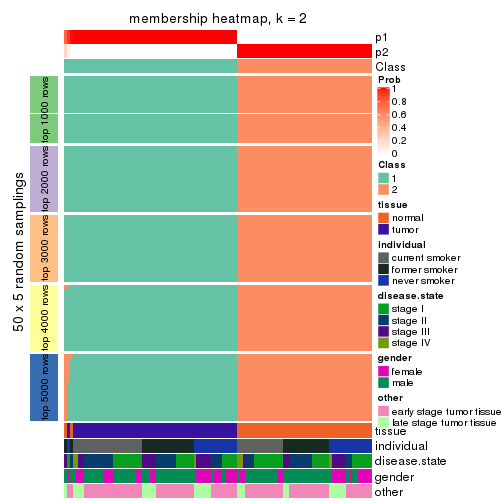 membership heatmap, k = 2
p1
p2
Class
50 x 5 random samplings
top 1000 rows
top 2000 rows
top 3000 rows
top 4000 rows
top 5000 rows
tissue
individual
disease.state
gender
other
Prob
1
0.8
0.6
0.4
0.2
0
Class
1
2
tissue
normal
tumor
individual
current smoker
former smoker
never smoker
disease.state
stage I
stage II
stage III
stage IV
gender
female
male
other
early stage tumor tissue
late stage tumor tissue